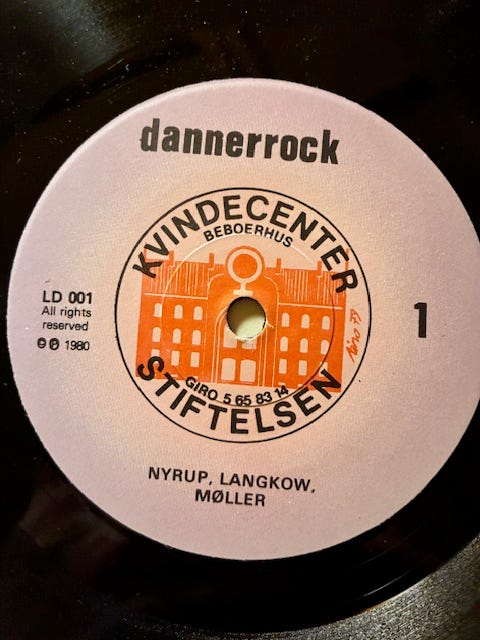 dannerrock
KVINDECENTER
BEBOERHUS
LD 001
All rights
reserved
© ℗ 1980
1
GIRO 5 65 83 14
STIFTELSEN
NYRUP, LANGKOW,
MØLLER